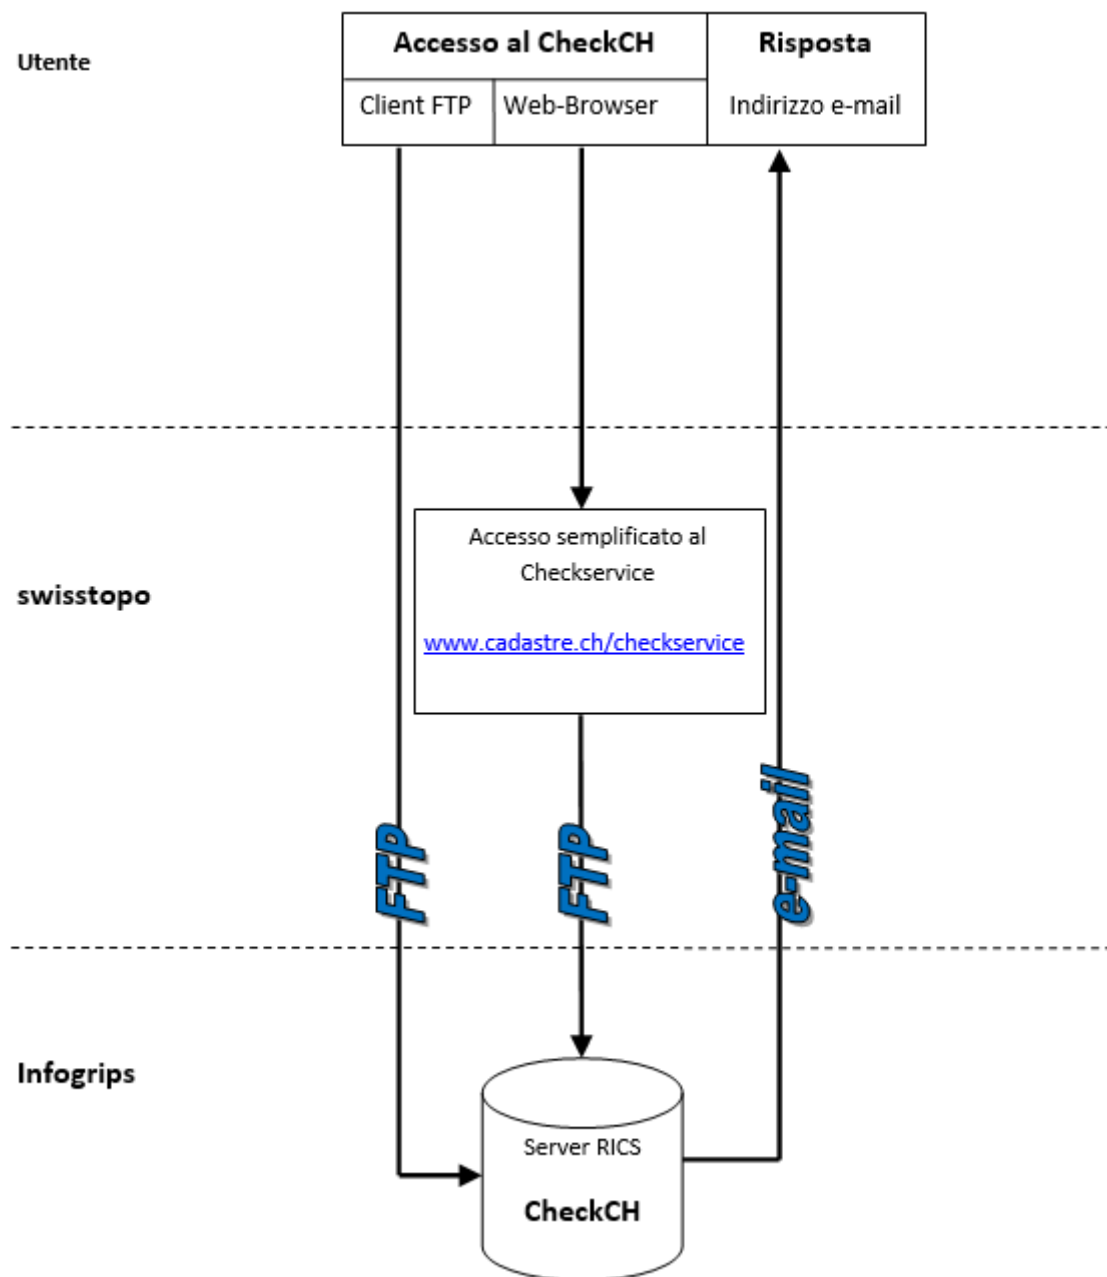 Utente
Accesso al CheckCH
Risposta
Client FTP
Web-Browser
Indirizzo e-mail
swisstopo
Accesso semplificato al
Checkservice
www.cadastre.ch/checkservice
FTP
FTP
e-mail
Infogrips
Server RICS
CheckCH